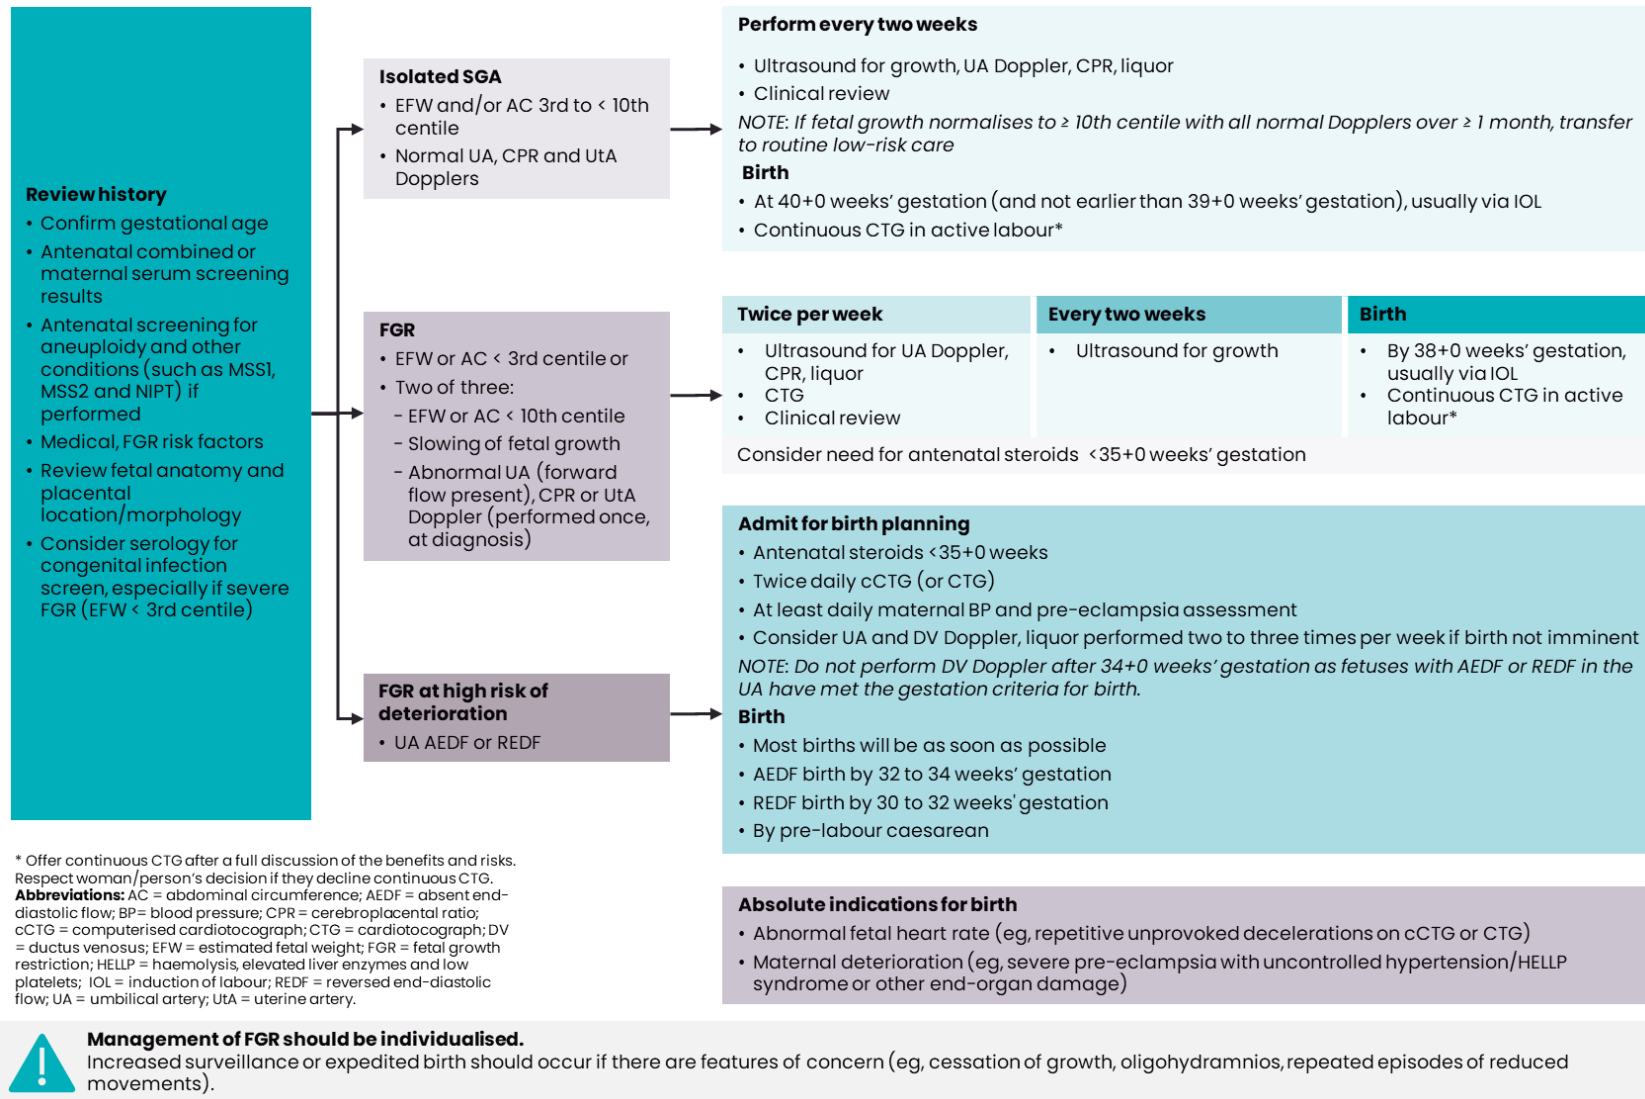 Review history
• Confirm gestational age
• Antenatal combined or
maternal serum screening
results
• Antenatal screening for
aneuploidy and other
conditions (such as MSS1,
MSS2 and NIPT) if
performed
• Medical, FGR risk factors
• Review fetal anatomy and
placental
location/morphology
• Consider serology for
congenital infection
screen, especially if severe
FGR (EFW < 3rd centile)
Isolated SGA
• EFW and/or AC 3rd to < 10th
centile
• Normal UA, CPR and UtA
Dopplers
Perform every two weeks
• Ultrasound for growth, UA Doppler, CPR, liquor
• Clinical review
NOTE: If fetal growth normalises to ≥ 10th centile with all normal Dopplers over ≥ 1 month, transfer
to routine low-risk care
Birth
• At 40+0 weeks' gestation (and not earlier than 39+0 weeks' gestation), usually via IOL
• Continuous CTG in active labour*
FGR
• EFW or AC < 3rd centile or
• Two of three:
- EFW or AC < 10th centile
- Slowing of fetal growth
- Abnormal UA (forward
flow present), CPR or UtA
Doppler (performed once,
at diagnosis)
Twice per week
• Ultrasound for UA Doppler,
CPR, liquor
• CTG
• Clinical review
Every two weeks
• Ultrasound for growth
Birth
• By 38+0 weeks' gestation,
usually via IOL
• Continuous CTG in active
labour*
Consider need for antenatal steroids <35+0 weeks' gestation
FGR at high risk of
deterioration
• UA AEDF or REDF
Admit for birth planning
• Antenatal steroids <35+0 weeks
• Twice daily cCTG (or CTG)
• At least daily maternal BP and pre-eclampsia assessment
• Consider UA and DV Doppler, liquor performed two to three times per week if birth not imminent
NOTE: Do not perform DV Doppler after 34+0 weeks' gestation as fetuses with AEDF or REDF in the
UA have met the gestation criteria for birth.
Birth
• Most births will be as soon as possible
• AEDF birth by 32 to 34 weeks' gestation
• REDF birth by 30 to 32 weeks' gestation
• By pre-labour caesarean
Absolute indications for birth
• Abnormal fetal heart rate (eg, repetitive unprovoked decelerations on cCTG or CTG)
• Maternal deterioration (eg, severe pre-eclampsia with uncontrolled hypertension/HELLP
syndrome or other end-organ damage)
* Offer continuous CTG after a full discussion of the benefits and risks.
Respect woman/person's decision if they decline continuous CTG.
Abbreviations: AC = abdominal circumference; AEDF = absent end-
diastolic flow; BP= blood pressure; CPR = cerebroplacental ratio;
cCTG = computerised cardiotocograph; CTG = cardiotocograph; DV
= ductus venosus; EFW = estimated fetal weight; FGR = fetal growth
restriction; HELLP = haemolysis, elevated liver enzymes and low
platelets; IOL = induction of labour; REDF = reversed end-diastolic
flow; UA = umbilical artery; UtA = uterine artery.
Management of FGR should be individualised.
Increased surveillance or expedited birth should occur if there are features of concern (eg, cessation of growth, oligohydramnios, repeated episodes of reduced
movements).